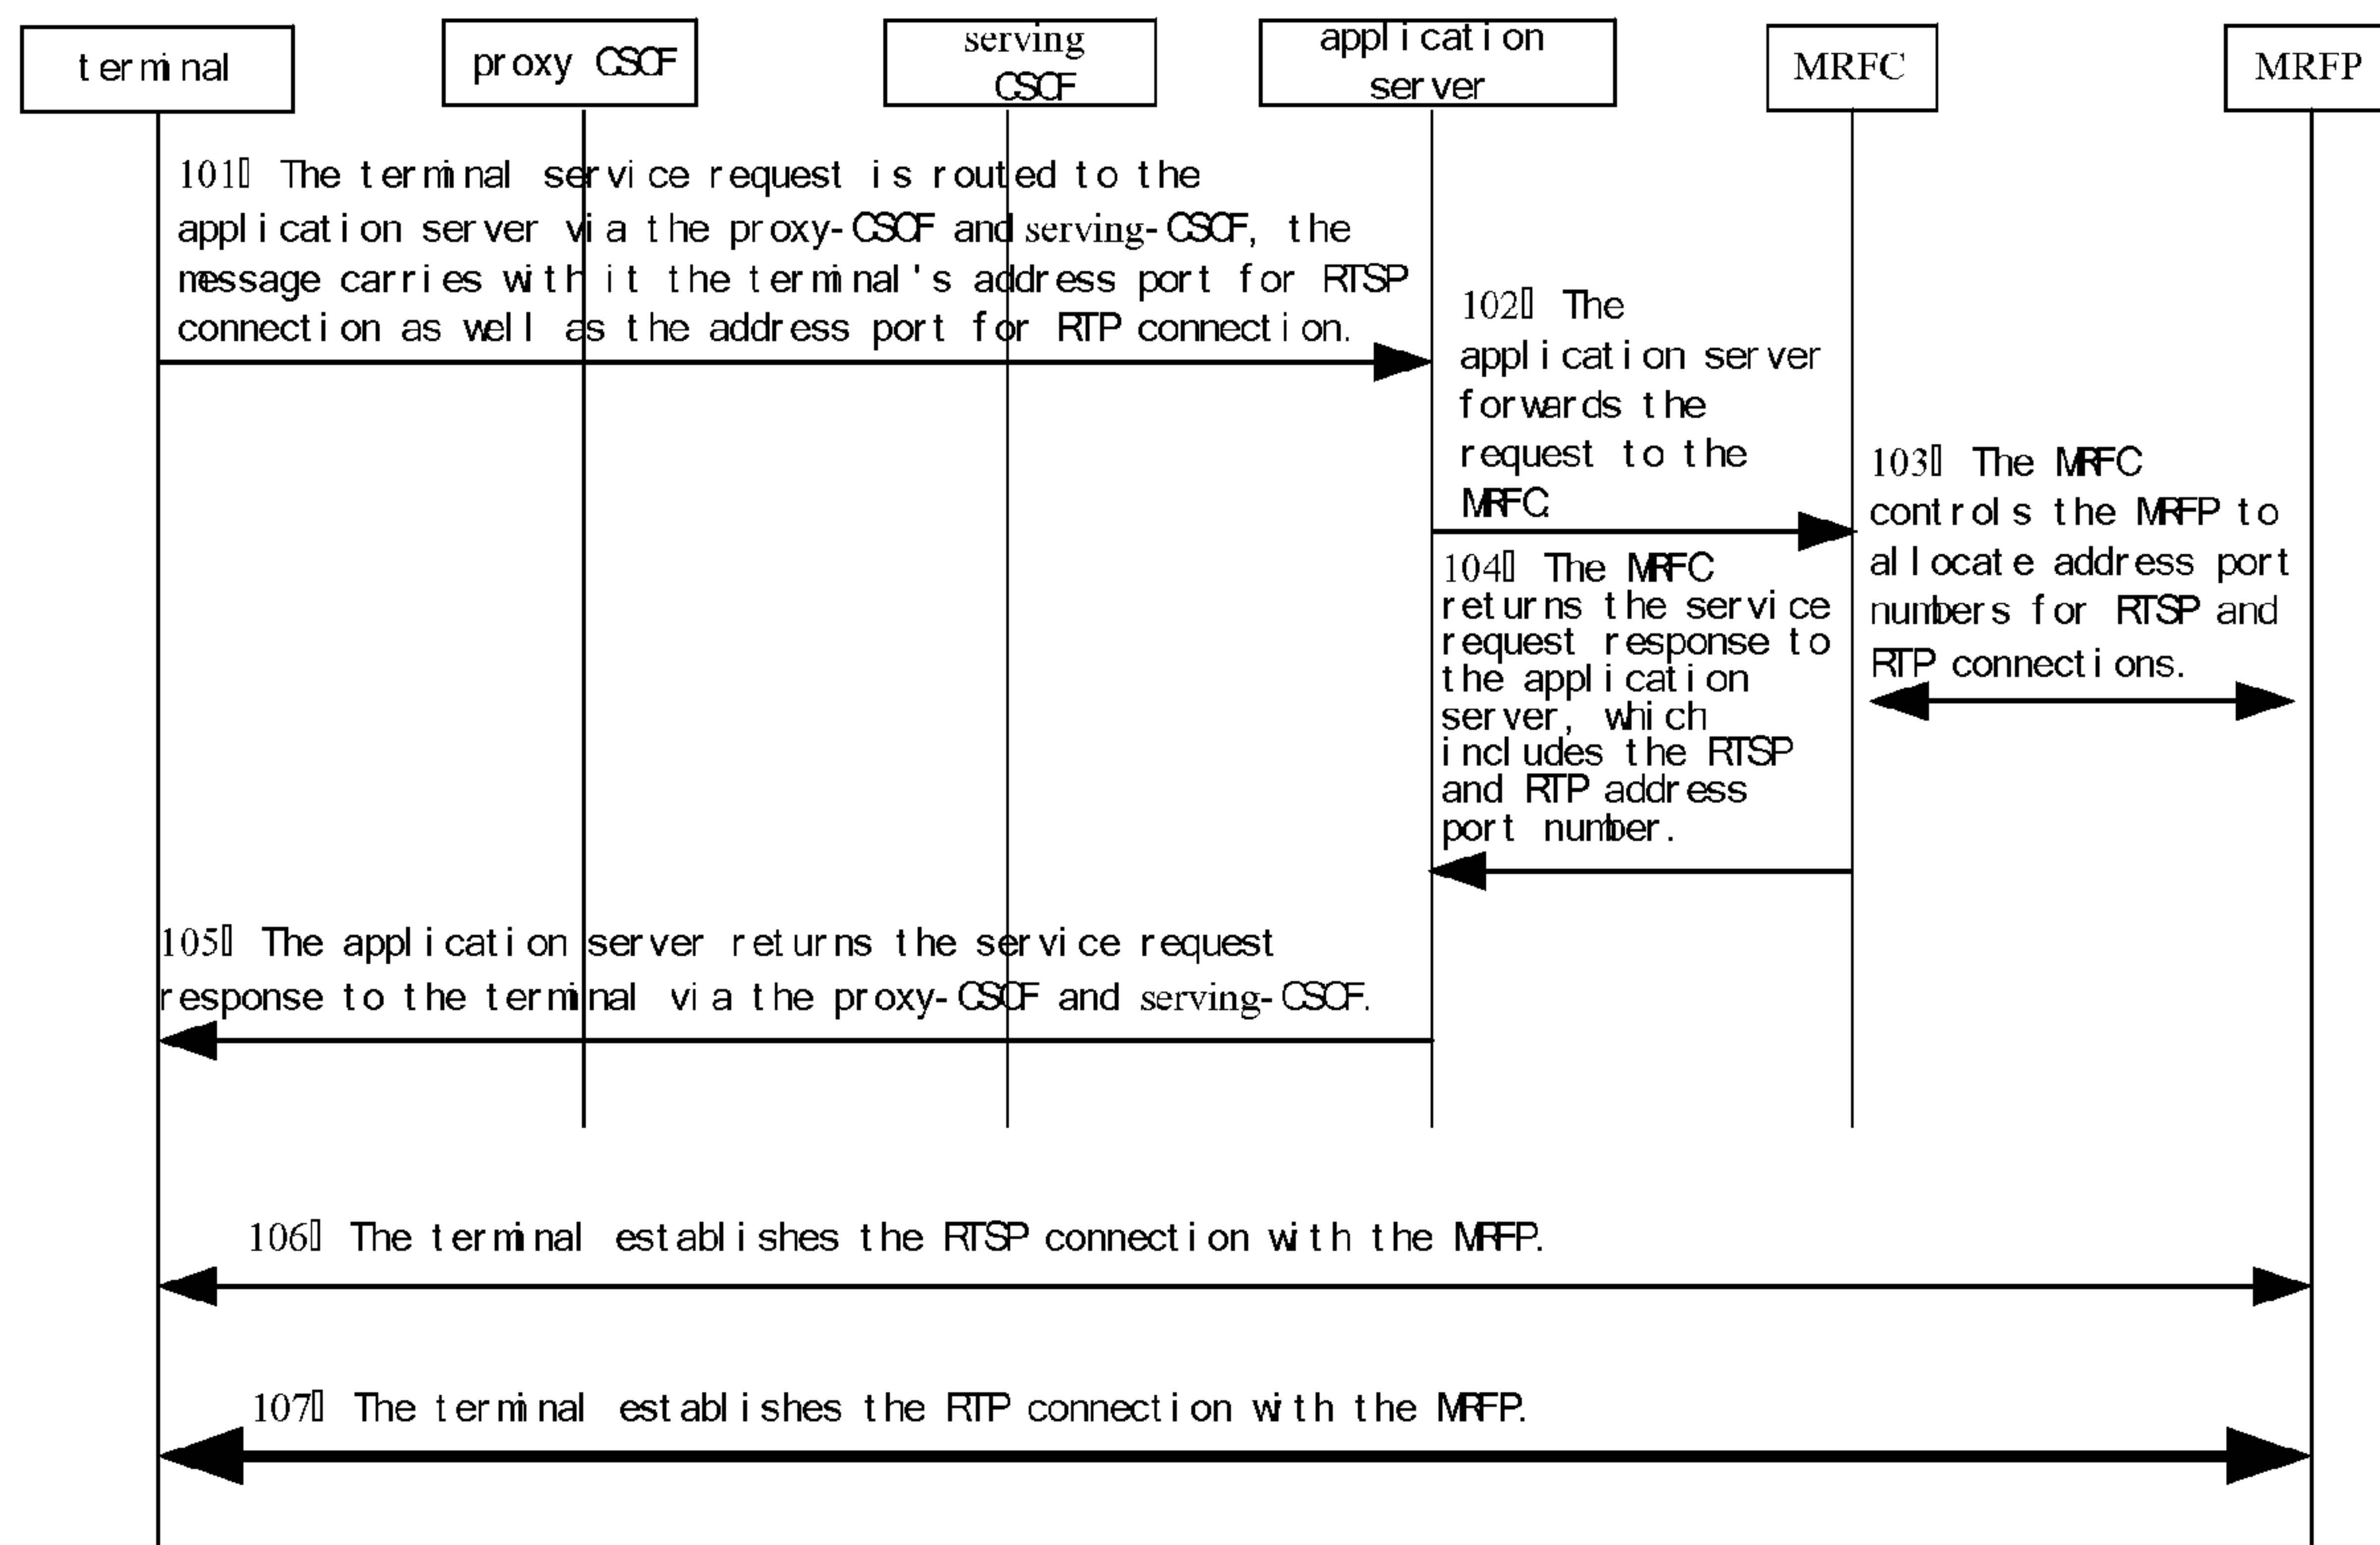 terminal
proxy CSCF
serving
CSCF
application
server
MRFC
MRFP
101 The terminal service request is routed to the
application server via the proxy-CSCF and serving-CSCF, the
message carries with it the terminal's address port for RTSP
connection as well as the address port for RTP connection.
102 The
application server
forwards the
request to the
MRFC.
103 The MRFC
controls the MRFP to
allocate address port
numbers for RTSP and
RTP connections.
104 The MRFC
returns the service
request response to
the application
server, which
includes the RTSP
and RTP address
port number.
105 The application server returns the service request
response to the terminal via the proxy-CSCF and serving-CSCF.
106 The terminal establishes the RTSP connection with the MRFP.
107 The terminal establishes the RTP connection with the MRFP.